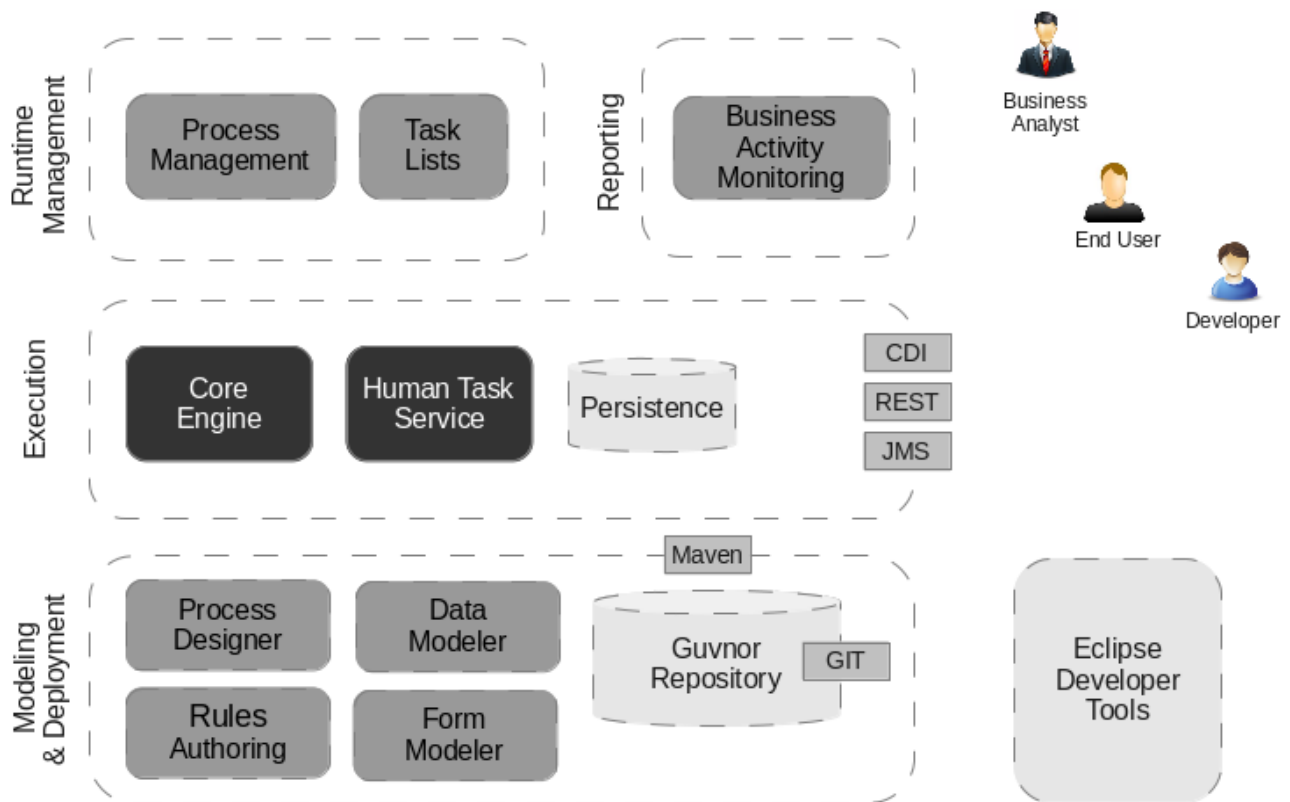 Runtime
Management
Process
Management
Task
Lists
Reporting
Business
Activity
Monitoring
Business
Analyst
End User
Developer
Execution
Core
Engine
Human Task
Service
Persistence
CDI
REST
JMS
Modeling
& Deployment
Process
Designer
Data
Modeler
Rules
Authoring
Form
Modeler
Maven
Guvnor
Repository
GIT
Eclipse
Developer
Tools